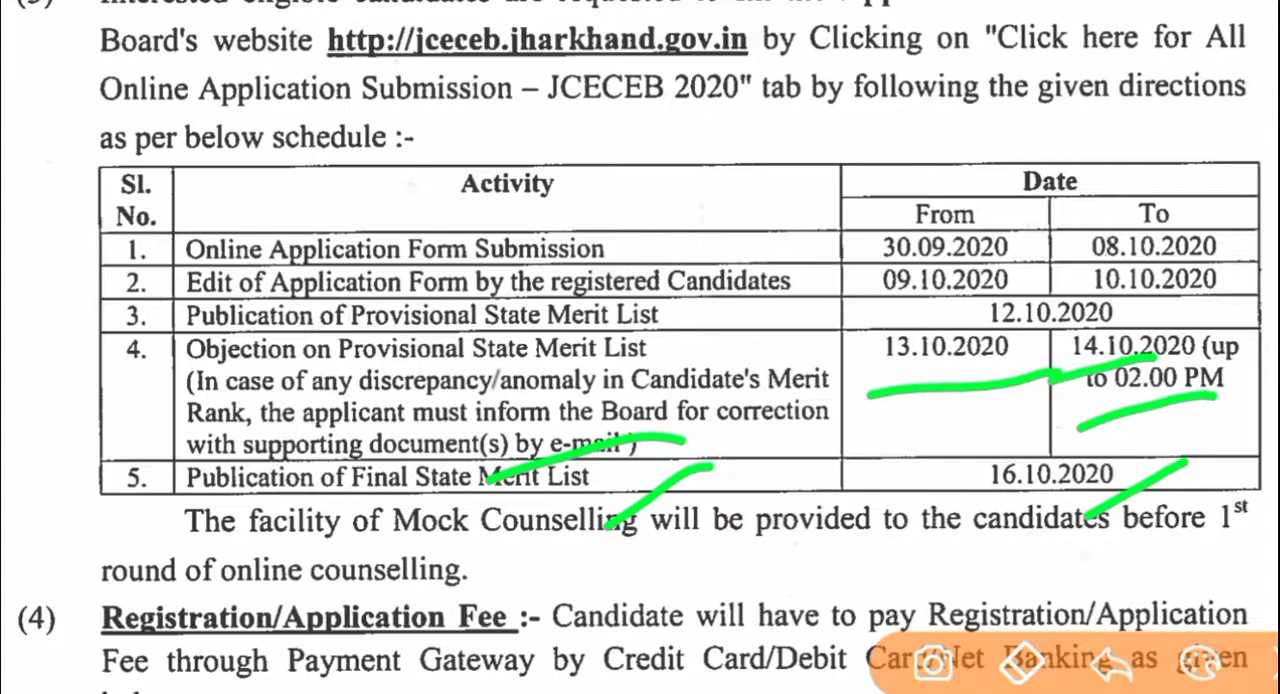 Board's website http://jceceb.jharkhand.gov.in by Clicking on "Click here for All
Online Application Submission – JCECEB 2020" tab by following the given directions
as per below schedule :-
Sl. No. Activity Date
From To
1. Online Application Form Submission 30.09.2020 08.10.2020
2. Edit of Application Form by the registered Candidates 09.10.2020 10.10.2020
3. Publication of Provisional State Merit List 12.10.2020
4. Objection on Provisional State Merit List 13.10.2020 14.10.2020 (up
(In case of any discrepancy/anomaly in Candidate's Merit to 02.00 PM
Rank, the applicant must inform the Board for correction
with supporting document(s) by e-mail)
5. Publication of Final State Merit List 16.10.2020
The facility of Mock Counselling will be provided to the candidates before 1st
round of online counselling.
(4) Registration/Application Fee :- Candidate will have to pay Registration/Application
Fee through Payment Gateway by Credit Card/Debit Card/Net Banking as given